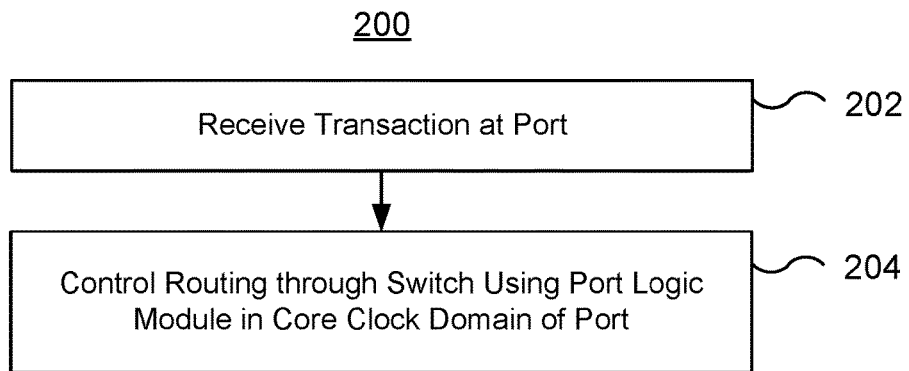 200
Receive Transaction at Port
202
Control Routing through Switch Using Port Logic
Module in Core Clock Domain of Port
204